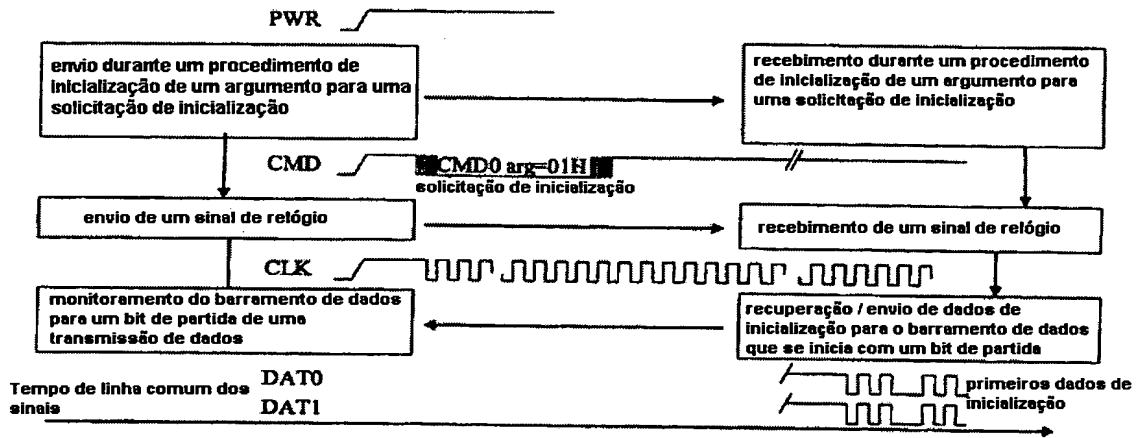 PWR
envio durante um procedimento de
inicialização de um argumento para uma
solicitação de inicialização
recebimento durante um procedimento
de inicialização de um argumento para
uma solicitação de inicialização
CMD
CMD0 arg=01H
solicitação de inicialização
envio de um sinal de relógio
recebimento de um sinal de relógio
CLK
monitoramento do barramento de dados
para um bit de partida de uma
transmissão de dados
recuperação / envio de dados de
inicialização para o barramento de dados
que se inicia com um bit de partida
DAT0
DAT1
Tempo de linha comum dos
sinais
primeiros dados de
inicialização